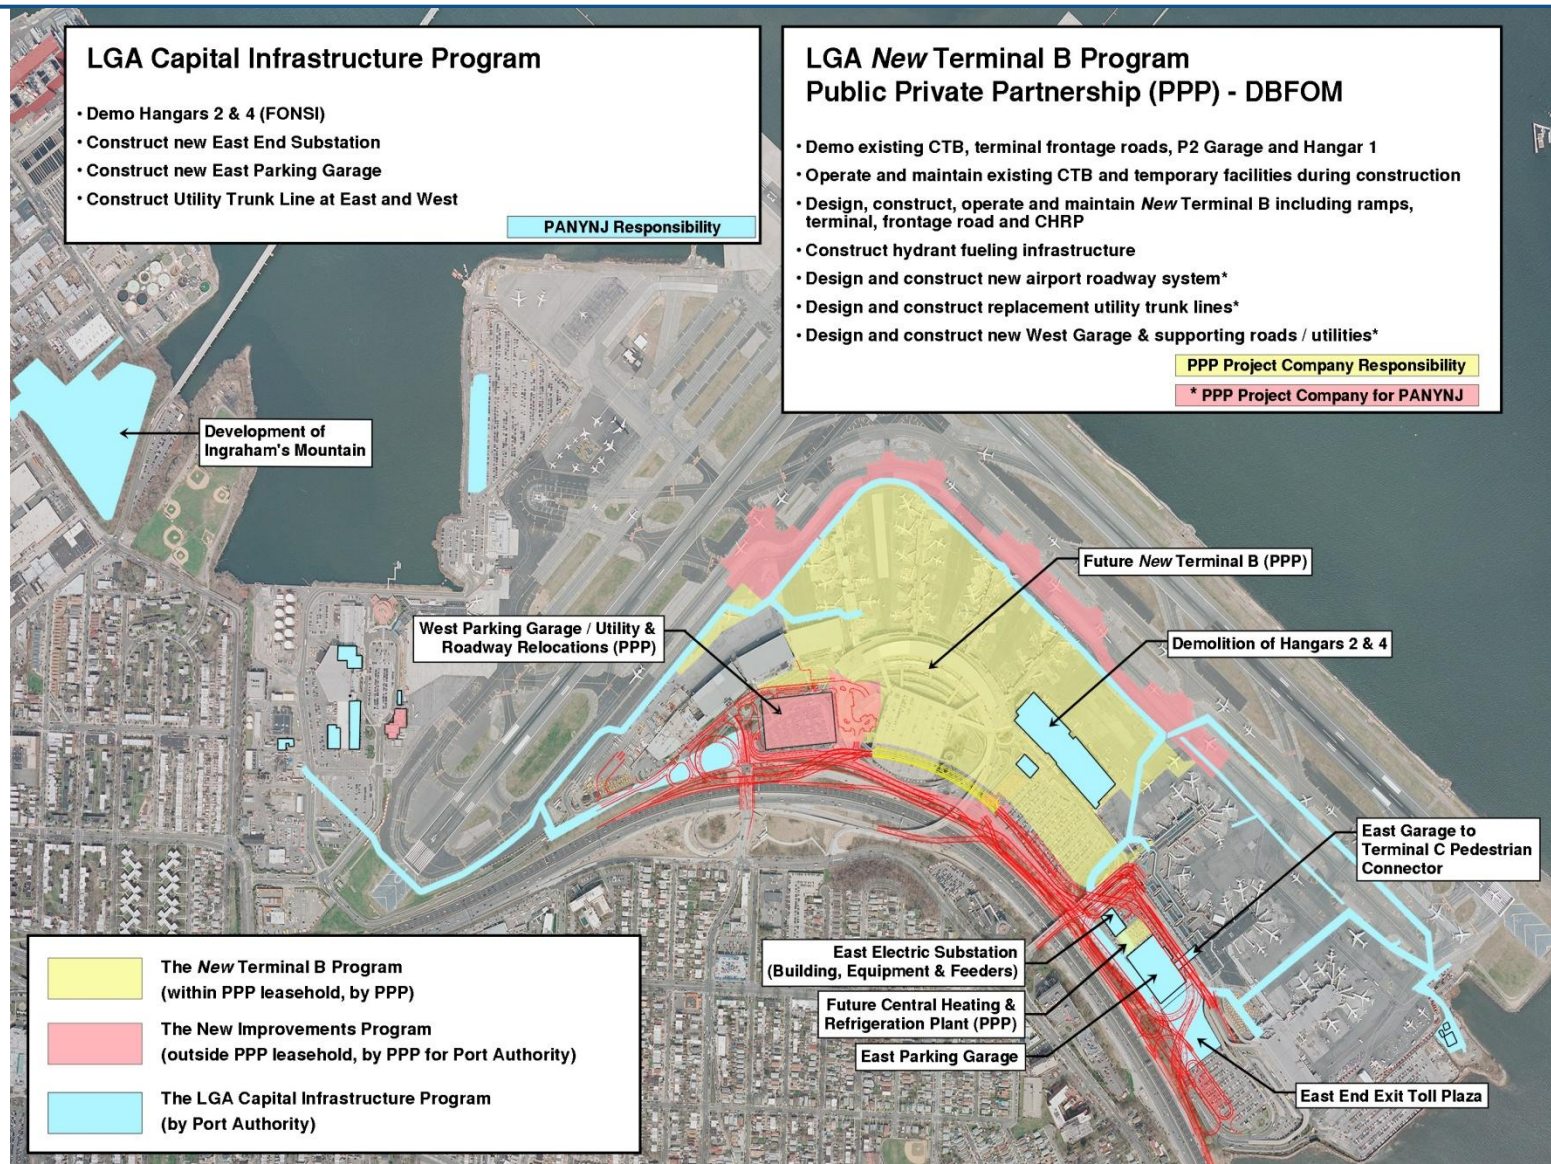 LGA Capital Infrastructure Program
• Demo Hangars 2 & 4 (FONSI)
• Construct new East End Substation
• Construct new East Parking Garage
• Construct Utility Trunk Line at East and West
PANYNJ Responsibility
LGA New Terminal B Program
Public Private Partnership (PPP) - DBFOM
• Demo existing CTB, terminal frontage roads, P2 Garage and Hangar 1
• Operate and maintain existing CTB and temporary facilities during construction
• Design, construct, operate and maintain New Terminal B including ramps,
terminal, frontage road and CHRP
• Construct hydrant fueling infrastructure
• Design and construct new airport roadway system*
• Design and construct replacement utility trunk lines*
• Design and construct new West Garage & supporting roads / utilities*
PPP Project Company Responsibility
* PPP Project Company for PANYNJ
Development of
Ingraham's Mountain
Future New Terminal B (PPP)
West Parking Garage / Utility &
Roadway Relocations (PPP)
Demolition of Hangars 2 & 4
East Garage to
Terminal C Pedestrian
Connector
East Electric Substation
(Building, Equipment & Feeders)
Future Central Heating &
Refrigeration Plant (PPP)
East Parking Garage
East End Exit Toll Plaza
The New Terminal B Program
(within PPP leasehold, by PPP)
The New Improvements Program
(outside PPP leasehold, by PPP for Port Authority)
The LGA Capital Infrastructure Program
(by Port Authority)